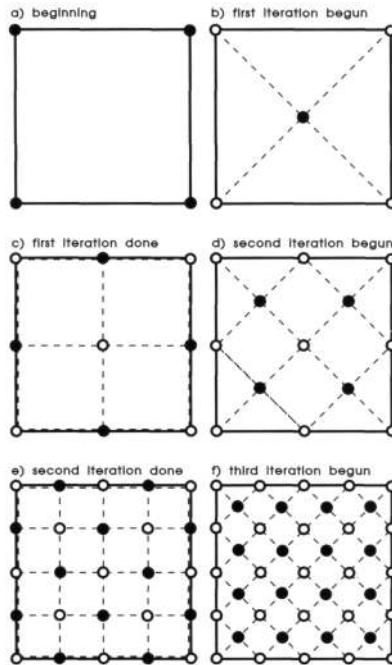 a) beginning
b) first iteration begun
c) first iteration done
d) second iteration begun
e) second iteration done
f) third iteration begun